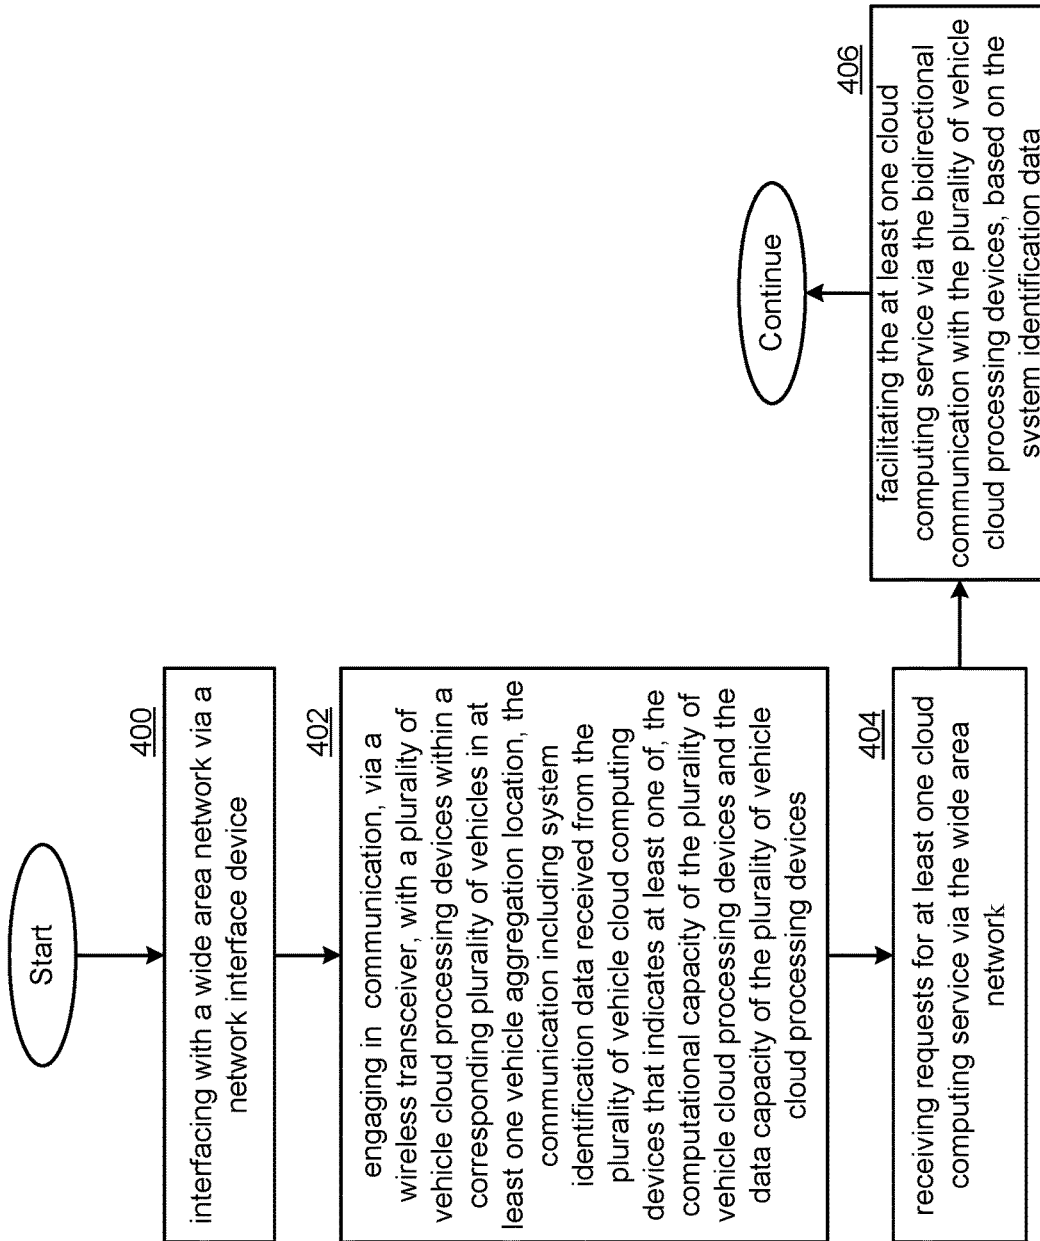 Start
400
interfacing with a wide area network via a
network interface device
402
engaging in communication, via a
wireless transceiver, with a plurality of
vehicle cloud processing devices within a
corresponding plurality of vehicles in at
least one vehicle aggregation location, the
communication including system
identification data received from the
plurality of vehicle cloud computing
devices that indicates at least one of, the
computational capacity of the plurality of
vehicle cloud processing devices and the
data capacity of the plurality of vehicle
cloud processing devices
404
receiving requests for at least one cloud
computing service via the wide area
network
406
facilitating the at least one cloud
computing service via the bidirectional
communication with the plurality of vehicle
cloud processing devices, based on the
system identification data
Continue